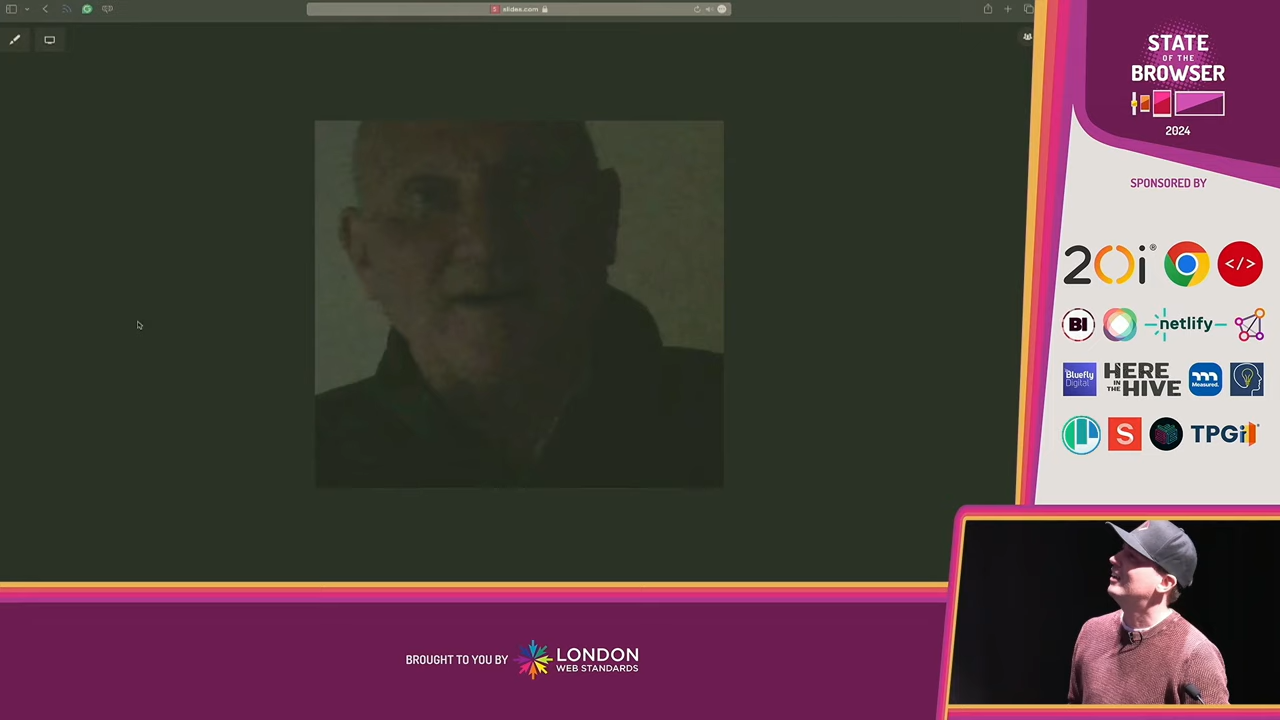 slides.com
STATE
OF THE
BROWSER
2024
SPONSORED BY
20i®
</>
BI
netlify
Bluefly
Digital
HERE
IN THE
HIVE
m
Measured.
S
TPGi
BROUGHT TO YOU BY
LONDON
WEB STANDARDS